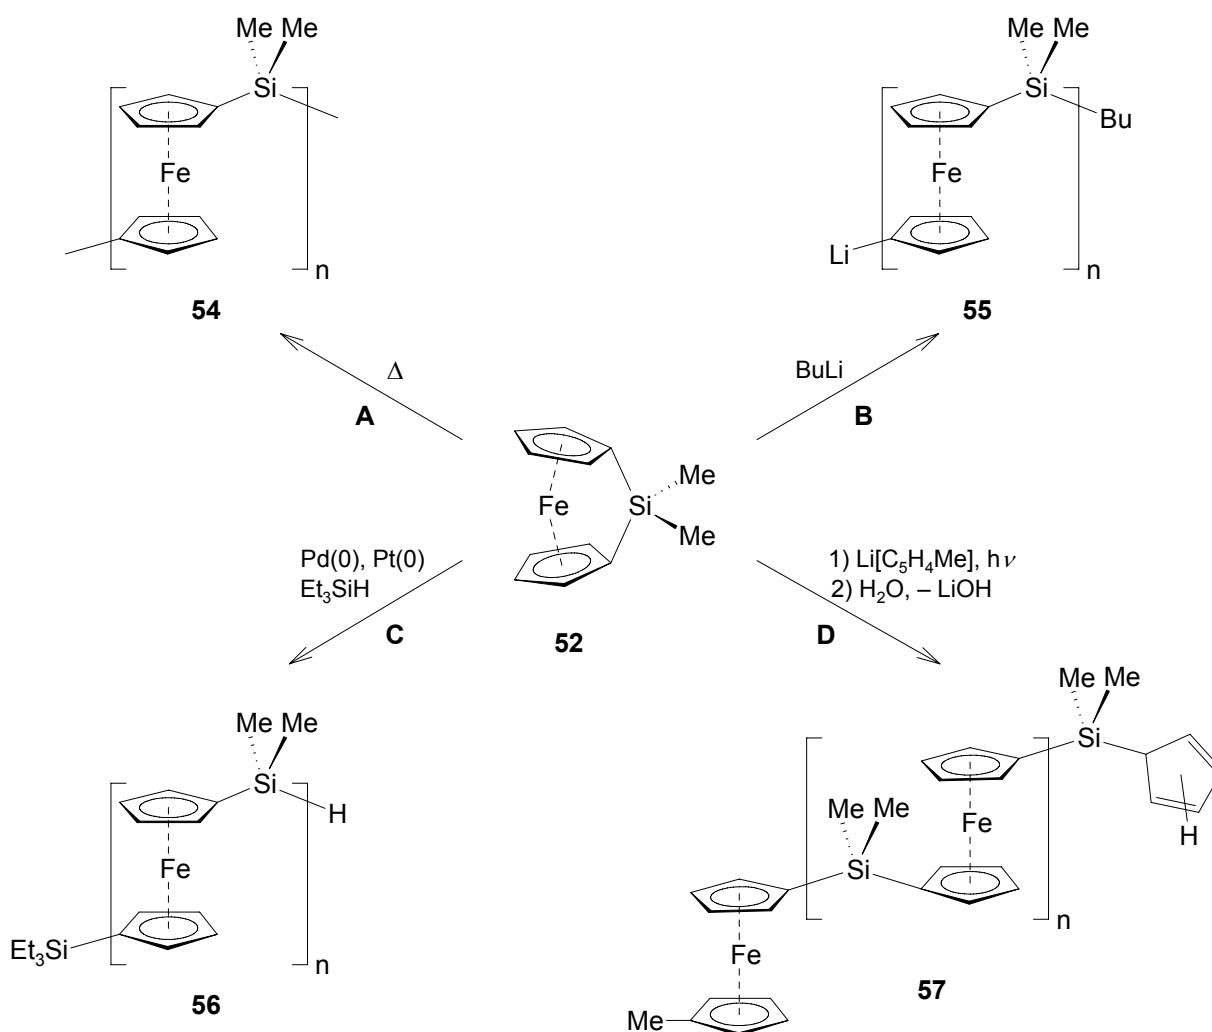 Me Me
Si
Fe
n
54
Me Me
Si
Bu
Fe
Li
n
55
Δ
A
BuLi
B
Fe
Si
Me
Me
52
Pd(0), Pt(0)
Et₃SiH
C
1) Li[C₅H₄Me], hν
2) H₂O, – LiOH
D
Me Me
Si
H
Fe
Et₃Si
n
56
Me Me
Si
H
Fe
Me Me
Si
n
Fe
Me
57